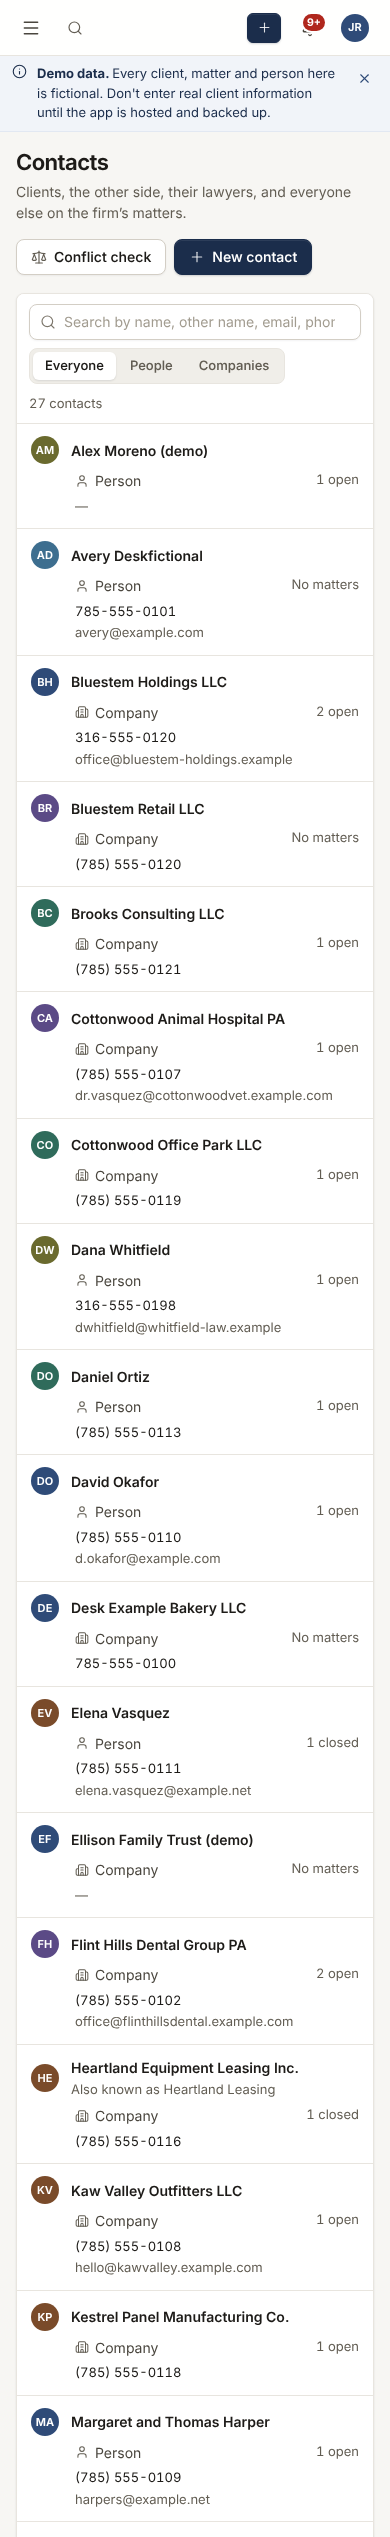 9+
JR
Demo data. Every client, matter and person here
is fictional. Don't enter real client information
until the app is hosted and backed up.
Contacts
Clients, the other side, their lawyers, and everyone
else on the firm's matters.
Conflict check
New contact
Search by name, other name, email, phor
Everyone People Companies
27 contacts
AM Alex Moreno (demo)
Person 1 open
—
AD Avery Deskfictional
Person No matters
785-555-0101
avery@example.com
BH Bluestem Holdings LLC
Company 2 open
316-555-0120
office@bluestem-holdings.example
BR Bluestem Retail LLC
Company No matters
(785) 555-0120
BC Brooks Consulting LLC
Company 1 open
(785) 555-0121
CA Cottonwood Animal Hospital PA
Company 1 open
(785) 555-0107
dr.vasquez@cottonwoodvet.example.com
CO Cottonwood Office Park LLC
Company 1 open
(785) 555-0119
DW Dana Whitfield
Person 1 open
316-555-0198
dwhitfield@whitfield-law.example
DO Daniel Ortiz
Person 1 open
(785) 555-0113
DO David Okafor
Person 1 open
(785) 555-0110
d.okafor@example.com
DE Desk Example Bakery LLC
Company No matters
785-555-0100
EV Elena Vasquez
Person 1 closed
(785) 555-0111
elena.vasquez@example.net
EF Ellison Family Trust (demo)
Company No matters
—
FH Flint Hills Dental Group PA
Company 2 open
(785) 555-0102
office@flinthillsdental.example.com
HE Heartland Equipment Leasing Inc.
Also known as Heartland Leasing
Company 1 closed
(785) 555-0116
KV Kaw Valley Outfitters LLC
Company 1 open
(785) 555-0108
hello@kawvalley.example.com
KP Kestrel Panel Manufacturing Co.
Company 1 open
(785) 555-0118
MA Margaret and Thomas Harper
Person 1 open
(785) 555-0109
harpers@example.net